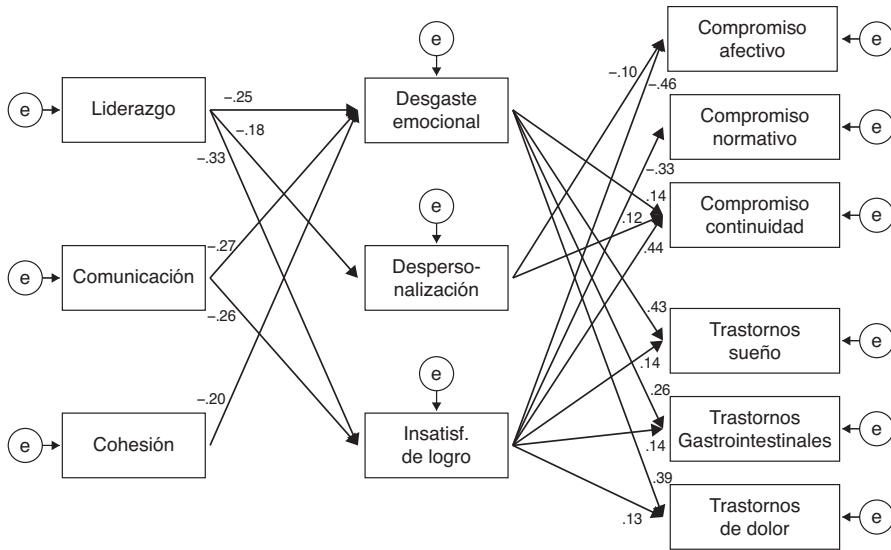 e
Liderazgo
e
Comunicación
e
Cohesión
-.25
-.18
-.33
-.27
-.26
-.20
e
Desgaste
emocional
e
Desperso-
nalización
e
Insatisf.
de logro
-.10
-.46
-.33
.14
.12
.44
.43
.14
.26
.14
.39
.13
Compromiso
afectivo
e
Compromiso
normativo
e
Compromiso
continuidad
e
Trastornos
sueño
e
Trastornos
Gastrointestinales
e
Trastornos
de dolor
e